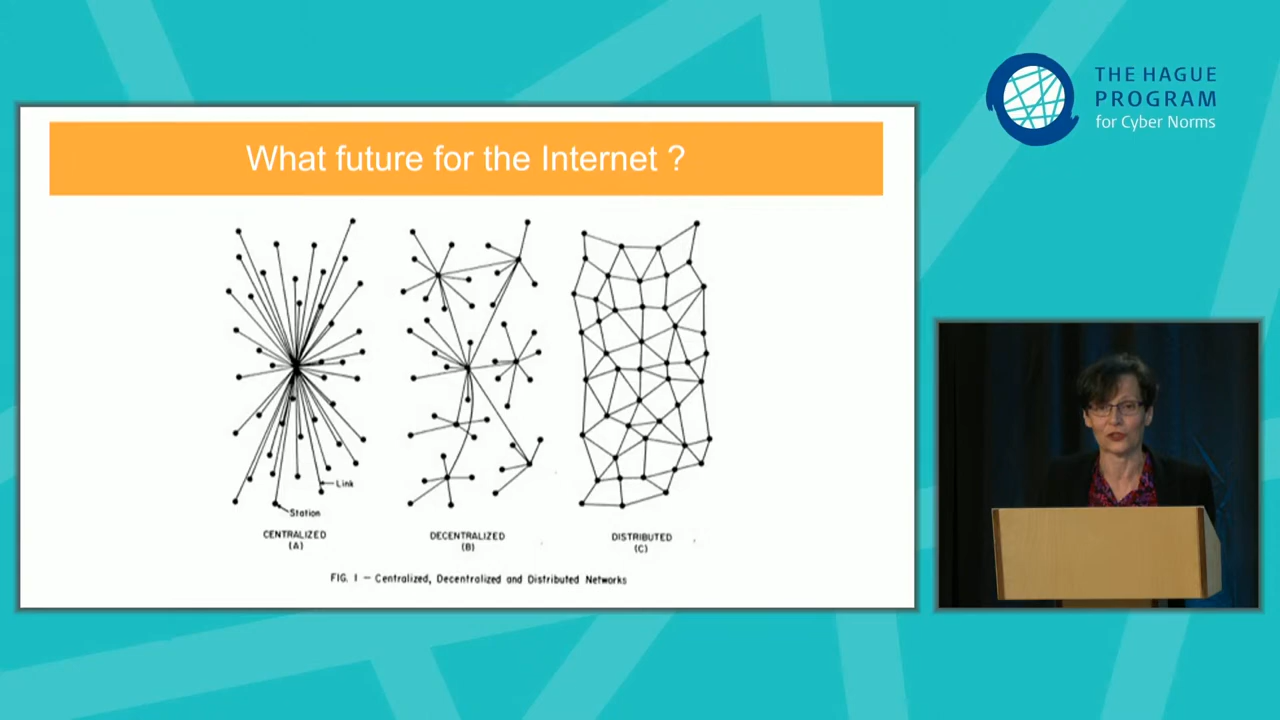 THE HAGUE
PROGRAM
for Cyber Norms
What future for the Internet ?
Link
Station
CENTRALIZED
(A)
DECENTRALIZED
(B)
DISTRIBUTED
(C)
FIG. 1 — Centralized, Decentralized and Distributed Networks